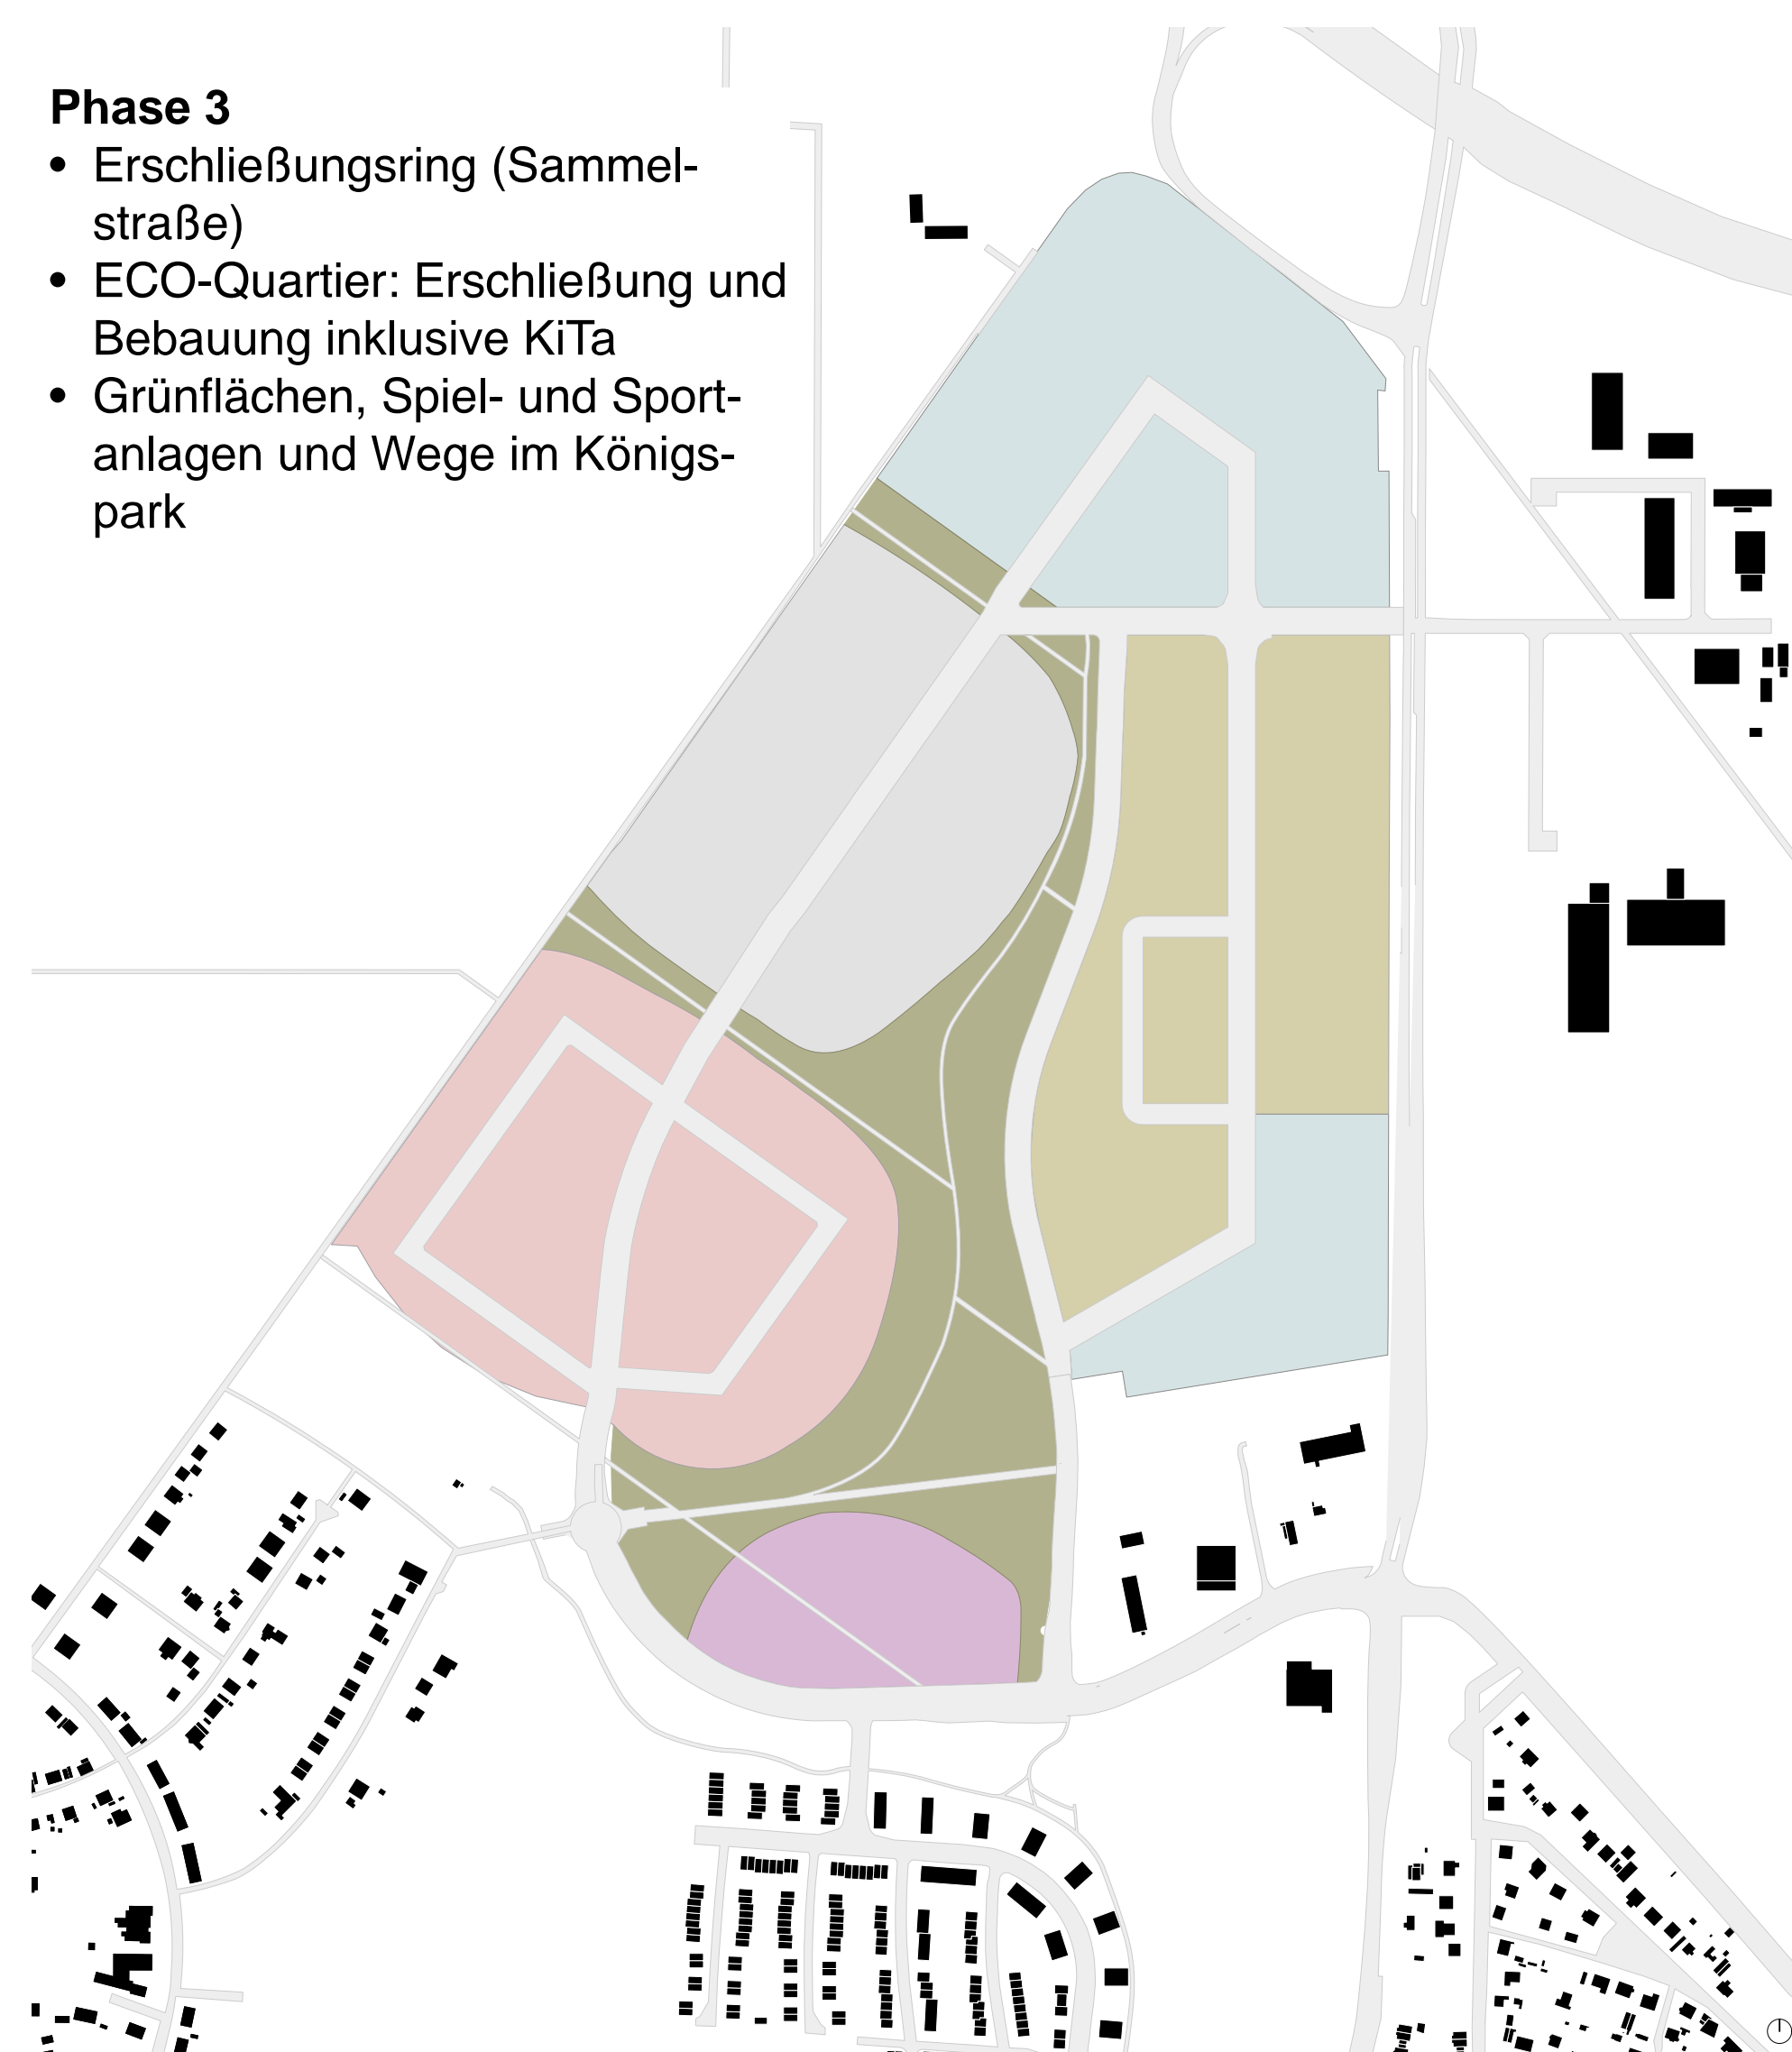 Phase 3
• Erschließungsring (Sammel-
straße)
• ECO-Quartier: Erschließung und
Bebauung inklusive KiTa
• Grünflächen, Spiel- und Sport-
anlagen und Wege im Königs-
park